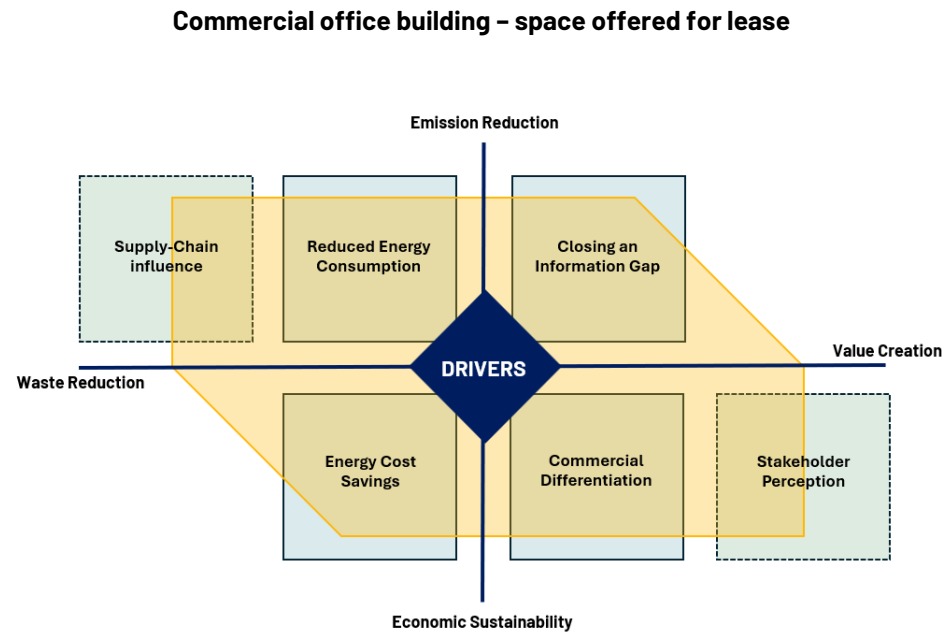 Commercial office building – space offered for lease
Emission Reduction
Supply-Chain
influence
Reduced Energy
Consumption
Closing an
Information Gap
DRIVERS
Value Creation
Waste Reduction
Energy Cost
Savings
Commercial
Differentiation
Stakeholder
Perception
Economic Sustainability